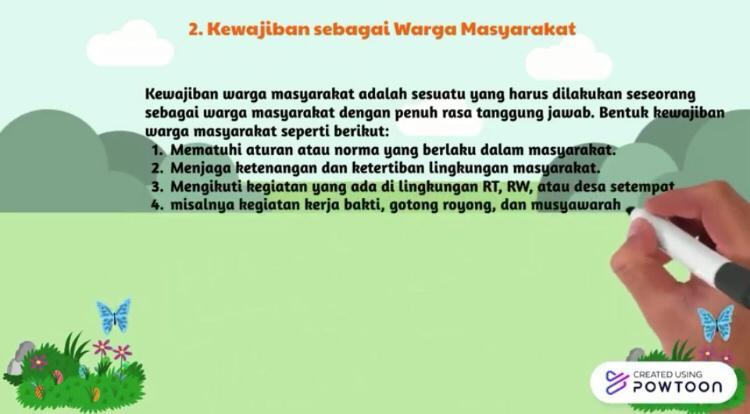 2. Kewajiban sebagai Warga Masyarakat
Kewajiban warga masyarakat adalah sesuatu yang harus dilakukan seseorang
sebagai warga masyarakat dengan penuh rasa tanggung jawab. Bentuk kewajiban
warga masyarakat seperti berikut:
1. Mematuhi aturan atau norma yang berlaku dalam masyarakat.
2. Menjaga ketenangan dan ketertiban lingkungan masyarakat.
3. Mengikuti kegiatan yang ada di lingkungan RT, RW, atau desa setempat
4. misalnya kegiatan kerja bakti, gotong royong, dan musyawarah
CREATED USING
POWTOON